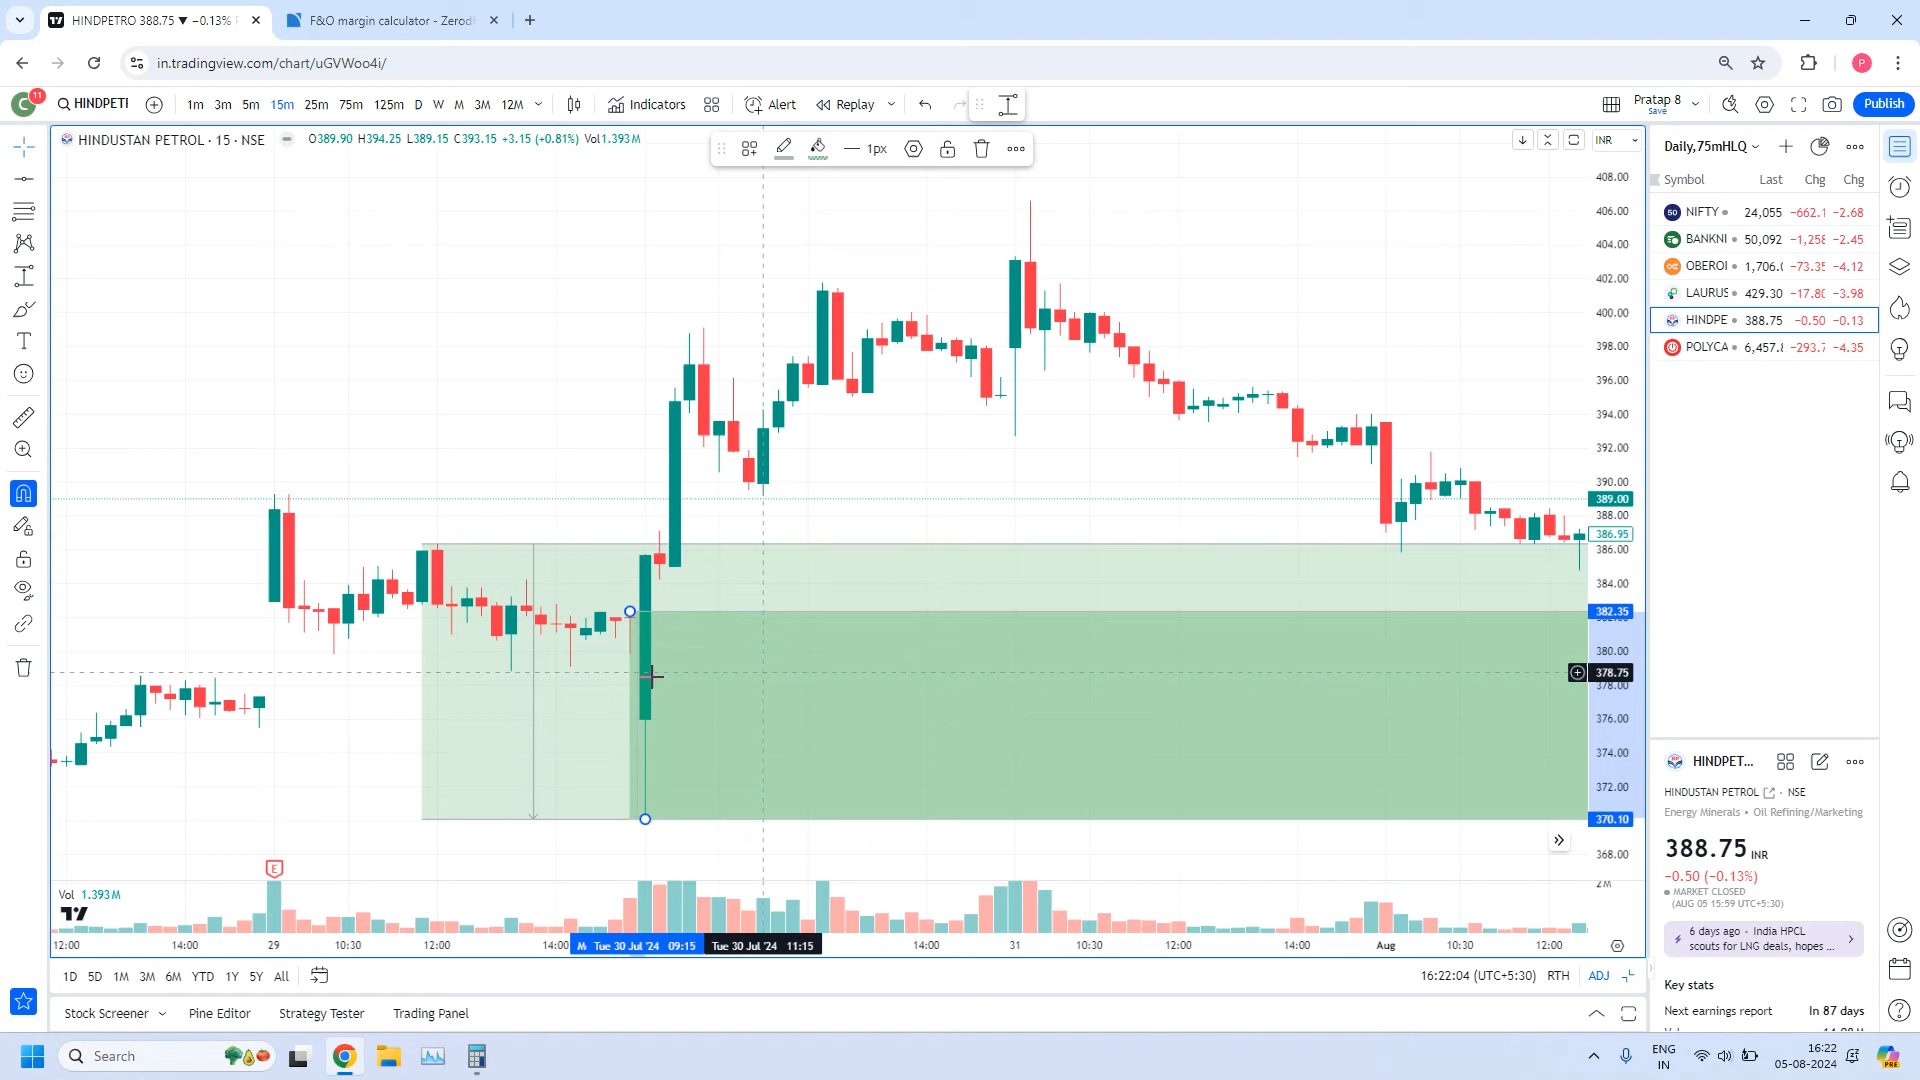 HINDPETRO 388.75 ▼ −0.13% F
F&O margin calculator - Zerodh
in.tradingview.com/chart/uGVWoo4i/
P
C
11
HINDPETI
1m 3m 5m 15m 25m 75m 125m D W M 3M 12M
Indicators
Alert
Replay
Pratap 8
Save
Publish
HINDUSTAN PETROL · 15 · NSE
O389.90 H394.25 L389.15 C393.15 +3.15 (+0.81%) Vol1.393M
1px
INR
408.00
406.00
404.00
402.00
400.00
398.00
396.00
394.00
392.00
390.00
389.00
388.00
386.95
386.00
384.00
382.35
380.00
378.75
378.00
376.00
374.00
372.00
370.10
368.00
2M
E
Vol 1.393M
12:00 14:00 29 10:30 12:00 14:00 Tue 30 Jul '24 09:15 Tue 30 Jul '24 11:15 14:00 31 10:30 12:00 14:00 Aug 10:30 12:00
1D 5D 1M 3M 6M YTD 1Y 5Y All
16:22:04 (UTC+5:30) RTH ADJ
Stock Screener Pine Editor Strategy Tester Trading Panel
Daily,75mHLQ
Symbol Last Chg Chg
50 NIFTY 24,055 −662.1 −2.68
BANKNI 50,092 −1,258 −2.45
OBEROI 1,706.0 −73.35 −4.12
LAURUS 429.30 −17.80 −3.98
HINDPE 388.75 −0.50 −0.13
POLYCA 6,457.8 −293.7 −4.35
HINDPET...
HINDUSTAN PETROL · NSE
Energy Minerals • Oil Refining/Marketing
388.75 INR
−0.50 (−0.13%)
MARKET CLOSED
(AUG 05 15:59 UTC+5:30)
6 days ago · India HPCL
scouts for LNG deals, hopes ...
Key stats
Next earnings report In 87 days
Search
PRE
ENG
IN
16:22
05-08-2024